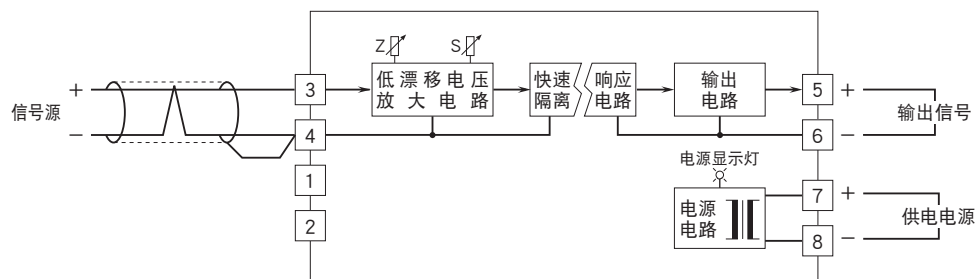 Z
S
低漂移电压
放大电路
快速
隔离
响应
电路
输出
电路
信号源
+
−
3
4
1
2
5
+
6
−
输出信号
电源显示灯
电源
电路
7
+
8
−
供电电源